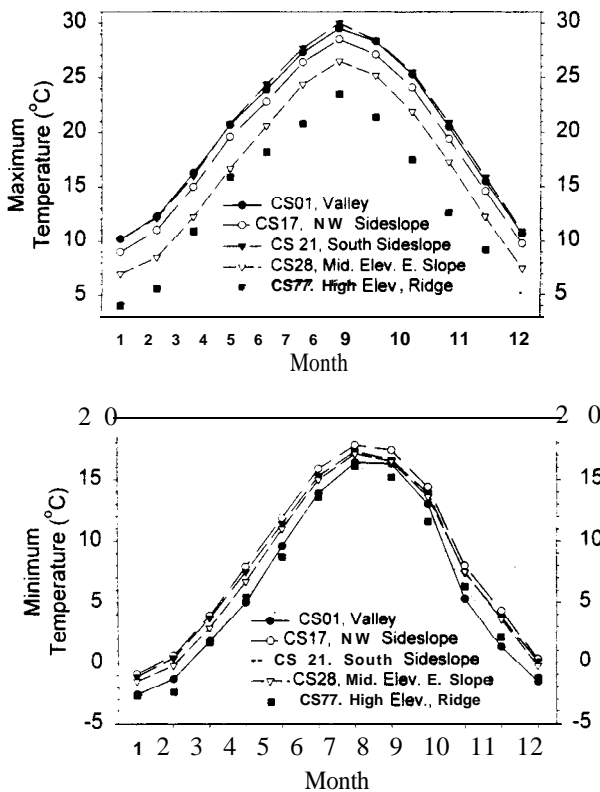 30 30
25 25
20 20
15 15
10 10
5 5
Maximum
Temperature (°C)
CS01, Valley
CS17, NW Sideslope
CS 21, South Sideslope
CS28, Mid. Elev. E. Slope
CS77. High Elev, Ridge
1 2 3 4 5 6 7 6 9 10 11 12
Month
2 0 2 0
15 15
10 10
5 5
0 0
-5 -5
Minimum
Temperature (°C)
CS01, Valley
CS17, NW Sideslope
CS 21. South Sideslope
CS28, Mid. Elev. E. Slope
CS77. High Elev., Ridge
1 2 3 4 5 6 7 8 9 10 11 12
Month